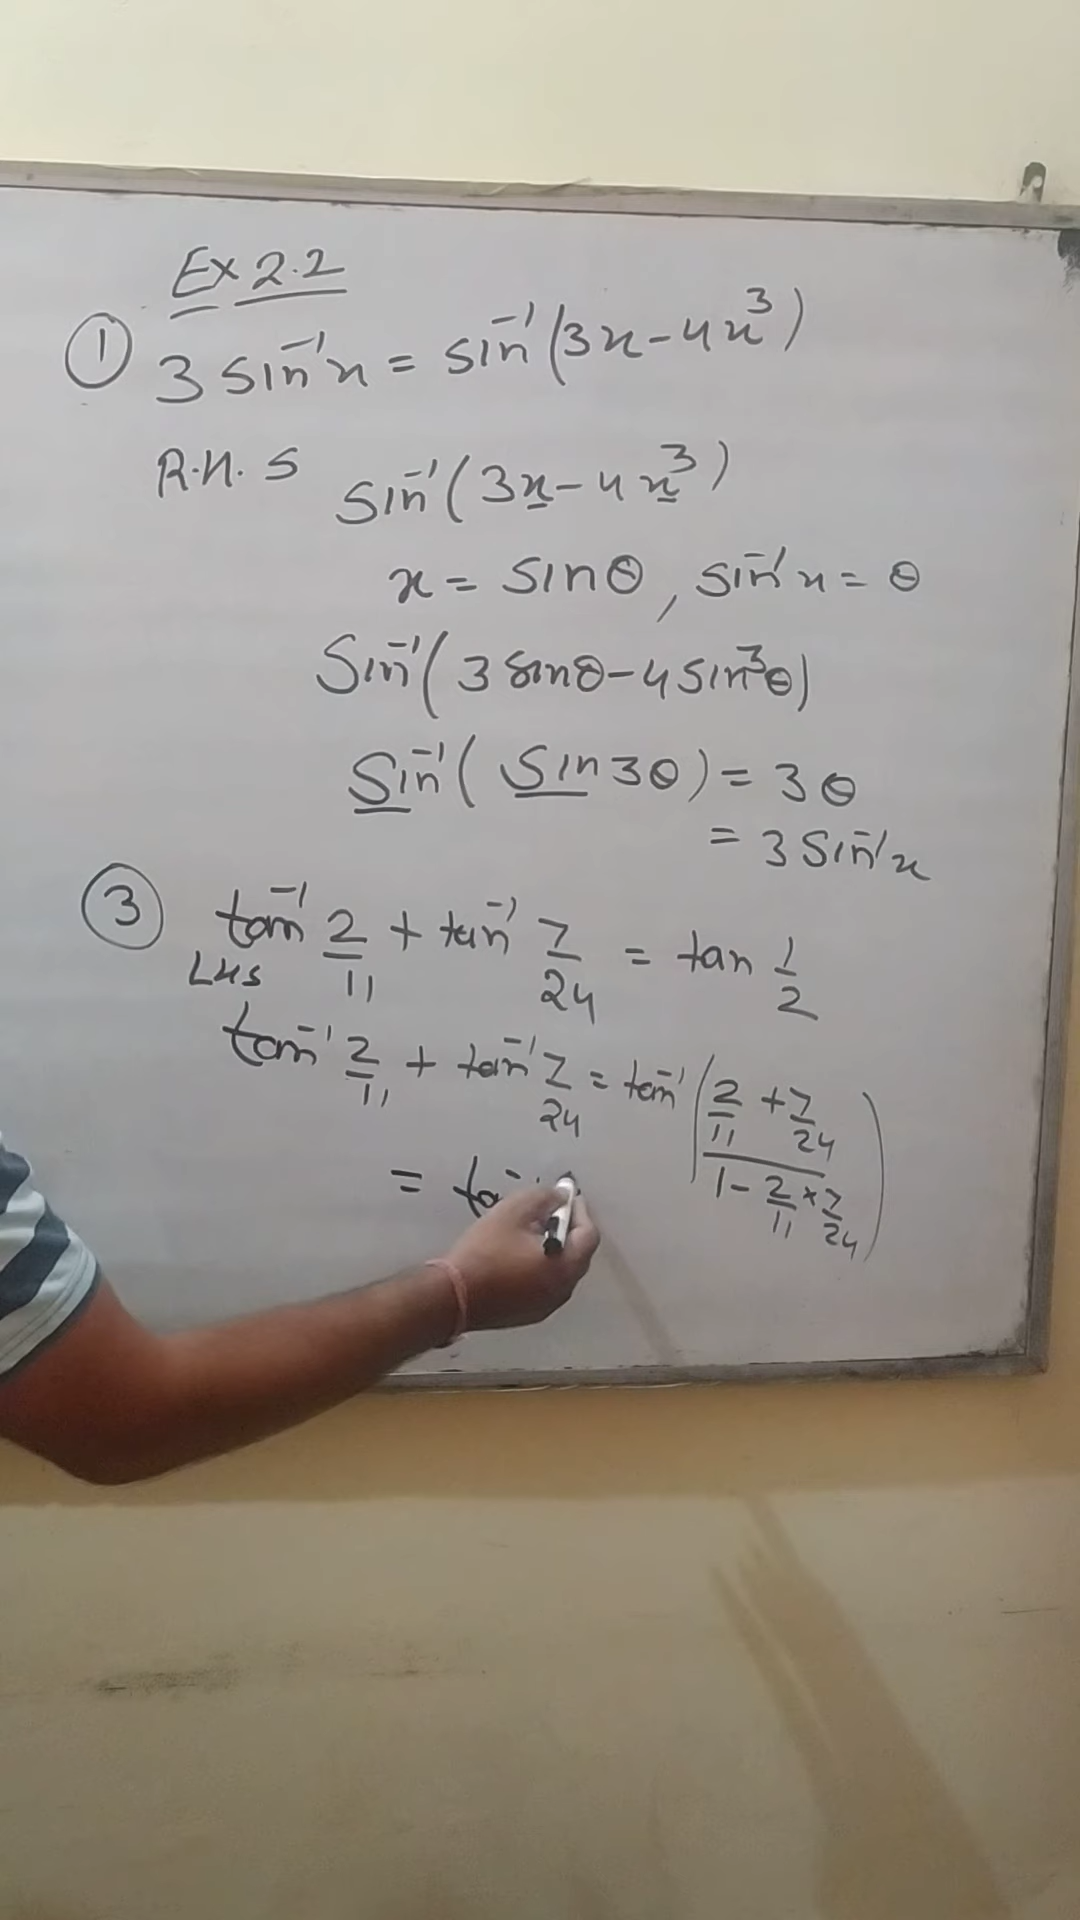 Ex 2.2
① 3 sin⁻¹x = sin⁻¹(3x-4x³)
R.H.S sin⁻¹(3x-4x³)
x = sinθ, sin⁻¹x = θ
sin⁻¹(3 sinθ-4 sin³θ)
sin⁻¹(sin3θ) = 3θ
= 3 sin⁻¹x
③ tan⁻¹ 2/11 + tan⁻¹ 7/24 = tan 1/2
LHS
tan⁻¹ 2/11 + tan⁻¹ 7/24 = tan⁻¹((2/11 + 7/24)/(1 - 2/11 × 7/24))
=